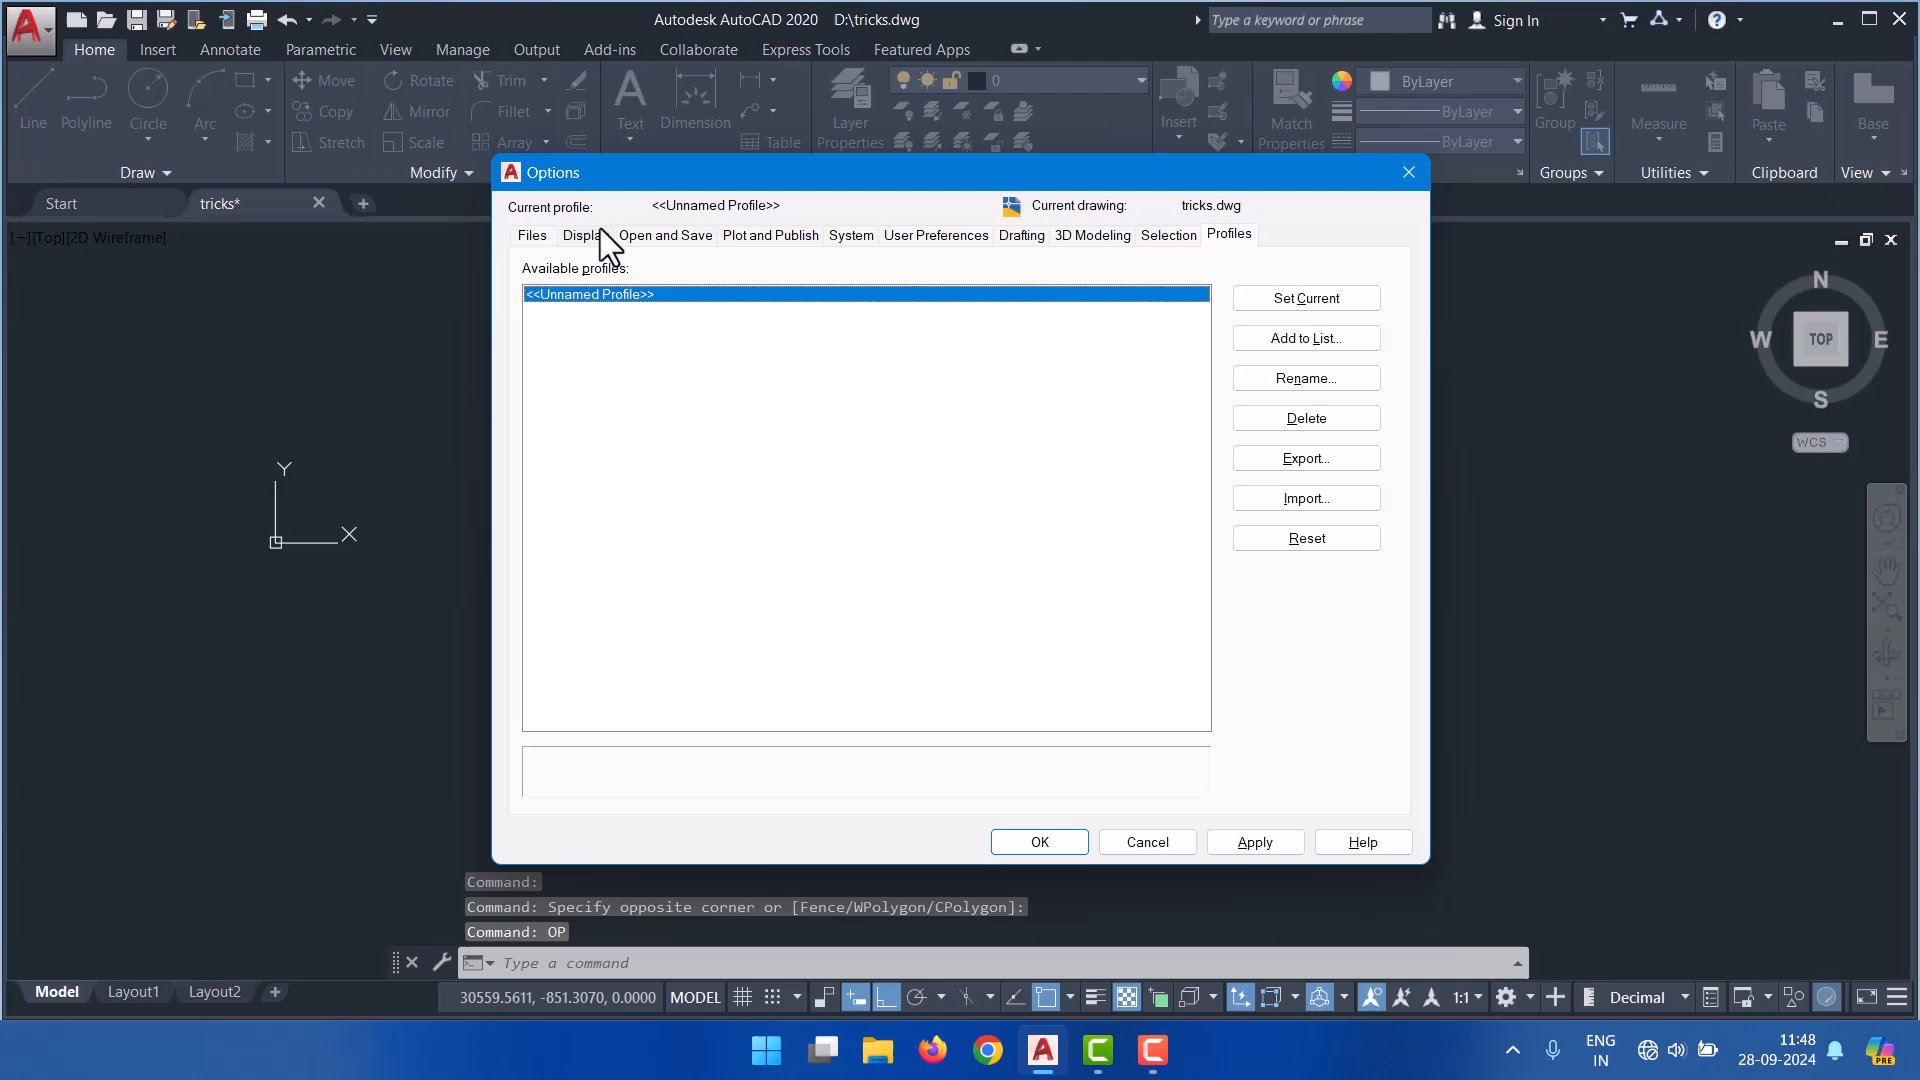 Autodesk AutoCAD 2020 D:\tricks.dwg
Type a keyword or phrase
Sign In
Home Insert Annotate Parametric View Manage Output Add-ins Collaborate Express Tools Featured Apps
Line
Polyline
Circle
Arc
Draw
Move Rotate Trim
Copy Mirror Fillet
Stretch Scale Array
Modify
Text
Dimension
Table
Layer
Properties
0
Insert
Match
Properties
ByLayer
ByLayer
ByLayer
Group
Groups
Measure
Utilities
Paste
Clipboard
Base
View
Start
tricks*
[−][Top][2D Wireframe]
Options
Current profile: <<Unnamed Profile>> Current drawing: tricks.dwg
Files Display Open and Save Plot and Publish System User Preferences Drafting 3D Modeling Selection Profiles
Available profiles:
<<Unnamed Profile>>
Set Current
Add to List...
Rename...
Delete
Export...
Import...
Reset
OK Cancel Apply Help
N
W TOP E
S
WCS
Y
X
Command:
Command: Specify opposite corner or [Fence/WPolygon/CPolygon]:
Command: OP
Type a command
Model Layout1 Layout2
30559.5611, -851.3070, 0.0000 MODEL
1:1
Decimal
ENG
IN
11:48
28-09-2024
PRE